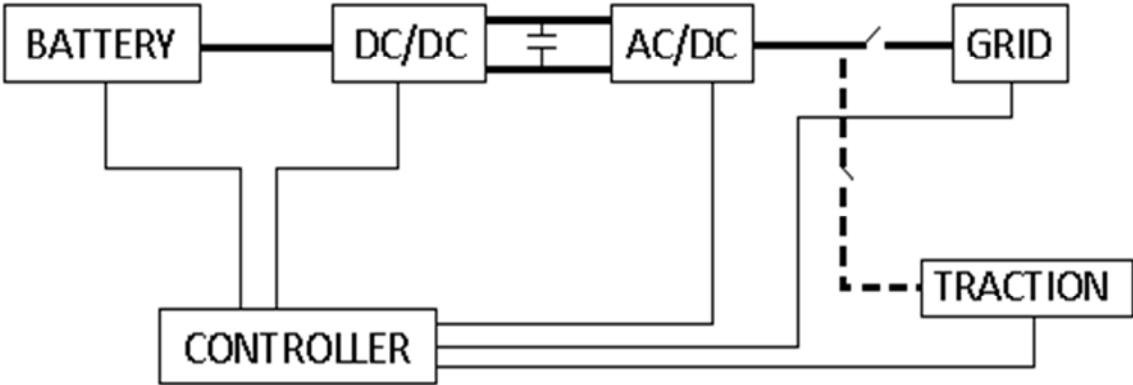 BATTERY
DC/DC
AC/DC
GRID
TRACTION
CONTROLLER